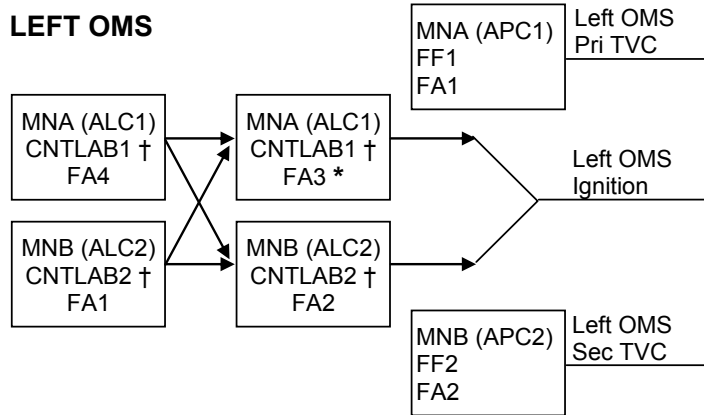 LEFT OMS
MNA (APC1)
FF1
FA1
Left OMS
Pri TVC
MNA (ALC1)
CNTLAB1 †
FA4
MNA (ALC1)
CNTLAB1 †
FA3 *
Left OMS
Ignition
MNB (ALC2)
CNTLAB2 †
FA1
MNB (ALC2)
CNTLAB2 †
FA2
MNB (APC2)
FF2
FA2
Left OMS
Sec TVC